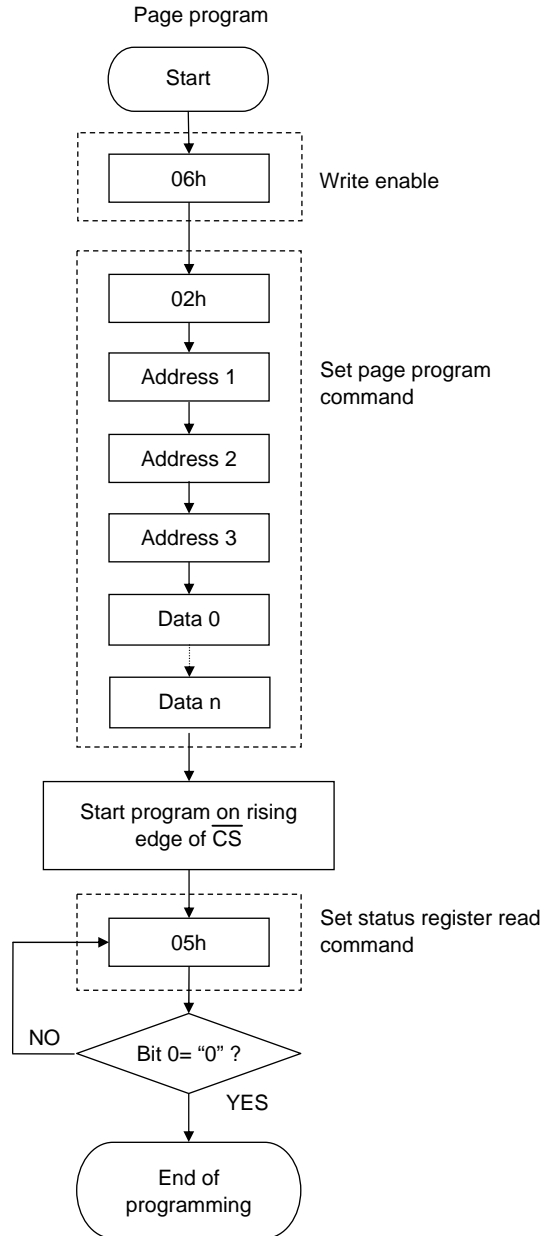 Page program
Start
06h
Write enable
02h
Address 1
Set page program
command
Address 2
Address 3
Data 0
Data n
Start program on rising
edge of C̅S̅
Set status register read
command
05h
NO
Bit 0= “0” ?
YES
End of
programming